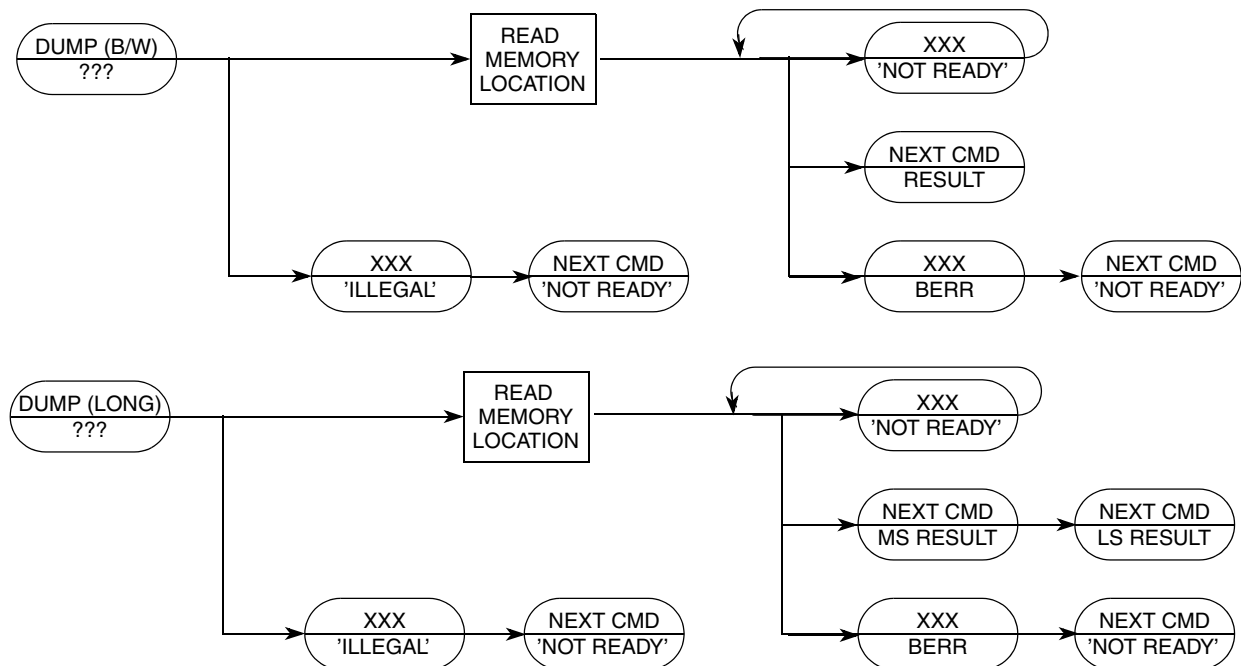 DUMP (B/W)
???
READ
MEMORY
LOCATION
XXX
'NOT READY'
NEXT CMD
RESULT
XXX
'ILLEGAL'
NEXT CMD
'NOT READY'
XXX
BERR
NEXT CMD
'NOT READY'
DUMP (LONG)
???
READ
MEMORY
LOCATION
XXX
'NOT READY'
NEXT CMD
MS RESULT
NEXT CMD
LS RESULT
XXX
'ILLEGAL'
NEXT CMD
'NOT READY'
XXX
BERR
NEXT CMD
'NOT READY'